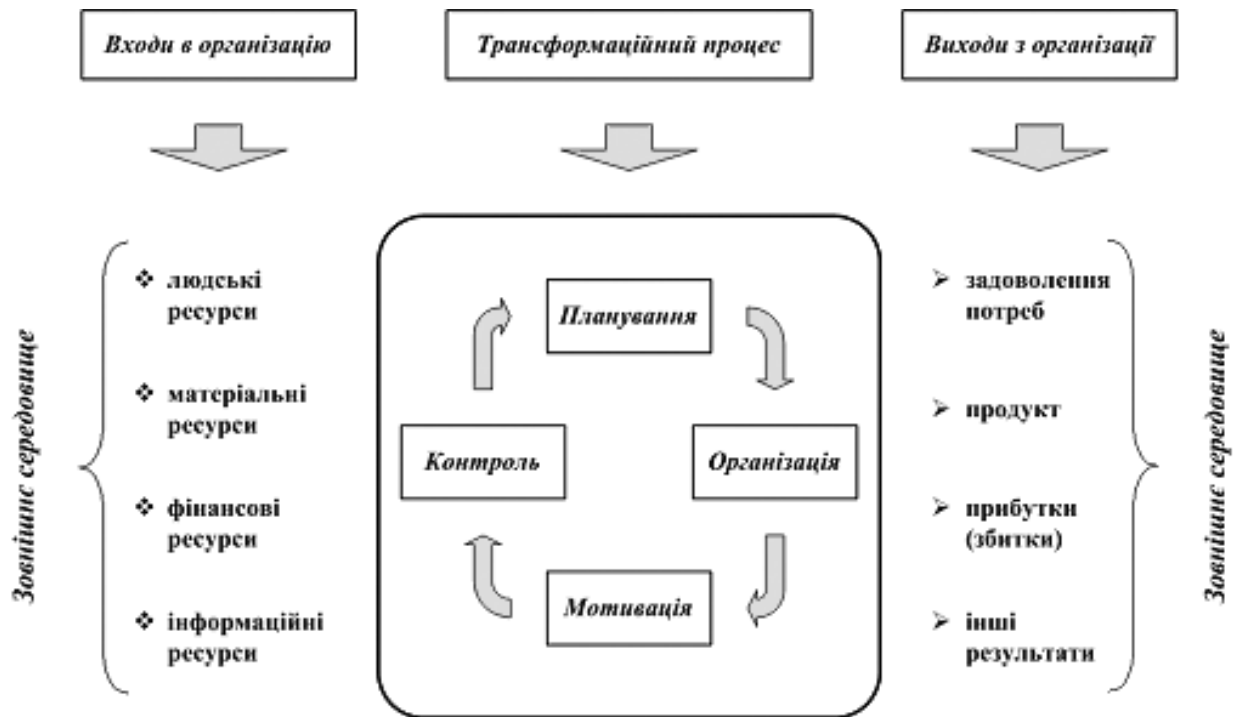 Входи в організацію
Трансформаційний процес
Виходи з організації
Зовнішнє середовище
людські
ресурси
матеріальні
ресурси
фінансові
ресурси
інформаційні
ресурси
Планування
Контроль
Організація
Мотивація
задоволення
потреб
продукт
прибутки
(збитки)
інші
результати
Зовнішнє середовище